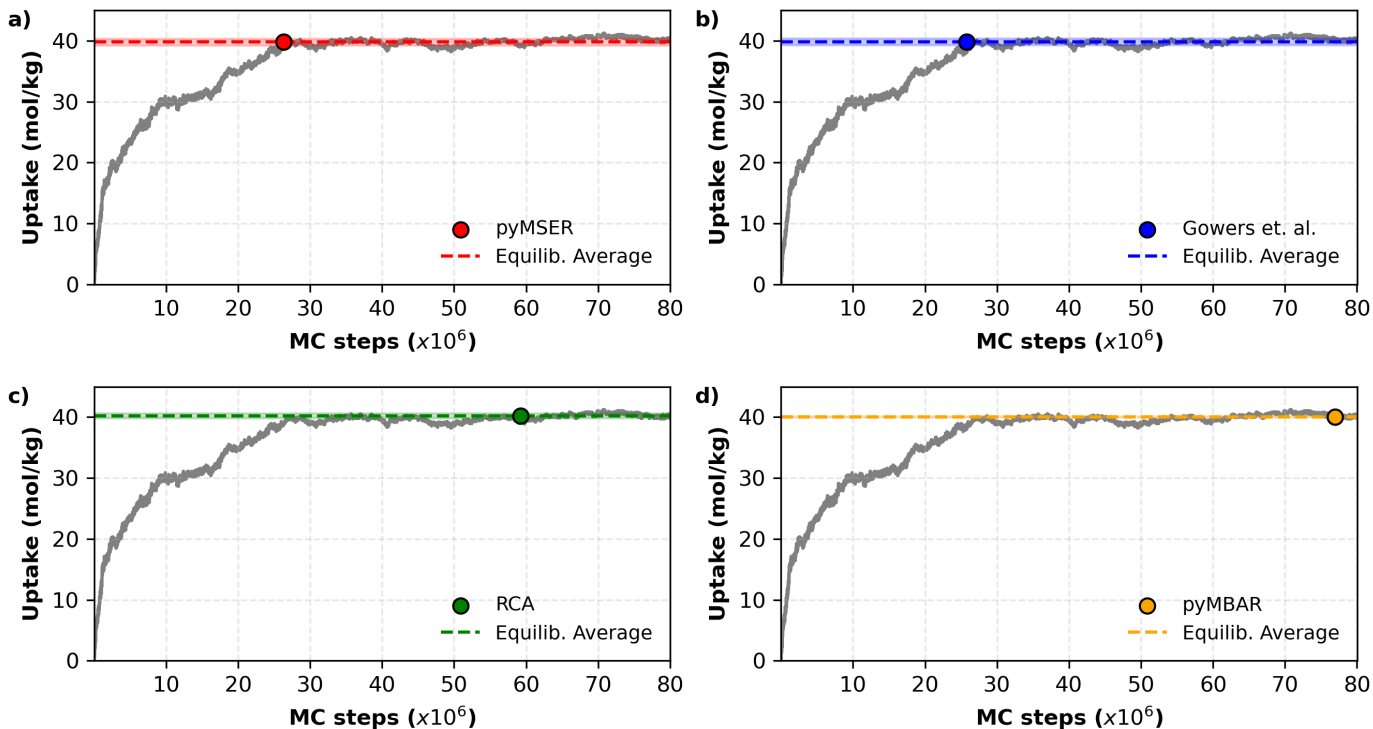 a)
Uptake (mol/kg)
40
30
20
10
0
pyMSER
Equilib. Average
10 20 30 40 50 60 70 80
MC steps (x10⁶)
b)
Uptake (mol/kg)
40
30
20
10
0
Gowers et. al.
Equilib. Average
10 20 30 40 50 60 70 80
MC steps (x10⁶)
c)
Uptake (mol/kg)
40
30
20
10
0
RCA
Equilib. Average
10 20 30 40 50 60 70 80
MC steps (x10⁶)
d)
Uptake (mol/kg)
40
30
20
10
0
pyMBAR
Equilib. Average
10 20 30 40 50 60 70 80
MC steps (x10⁶)